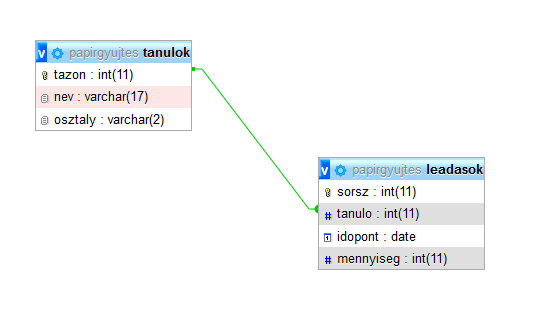 v papirgyujtes tanulok
tazon : int(11)
nev : varchar(17)
osztaly : varchar(2)
v papirgyujtes leadasok
sorsz : int(11)
# tanulo : int(11)
idopont : date
# mennyiseg : int(11)